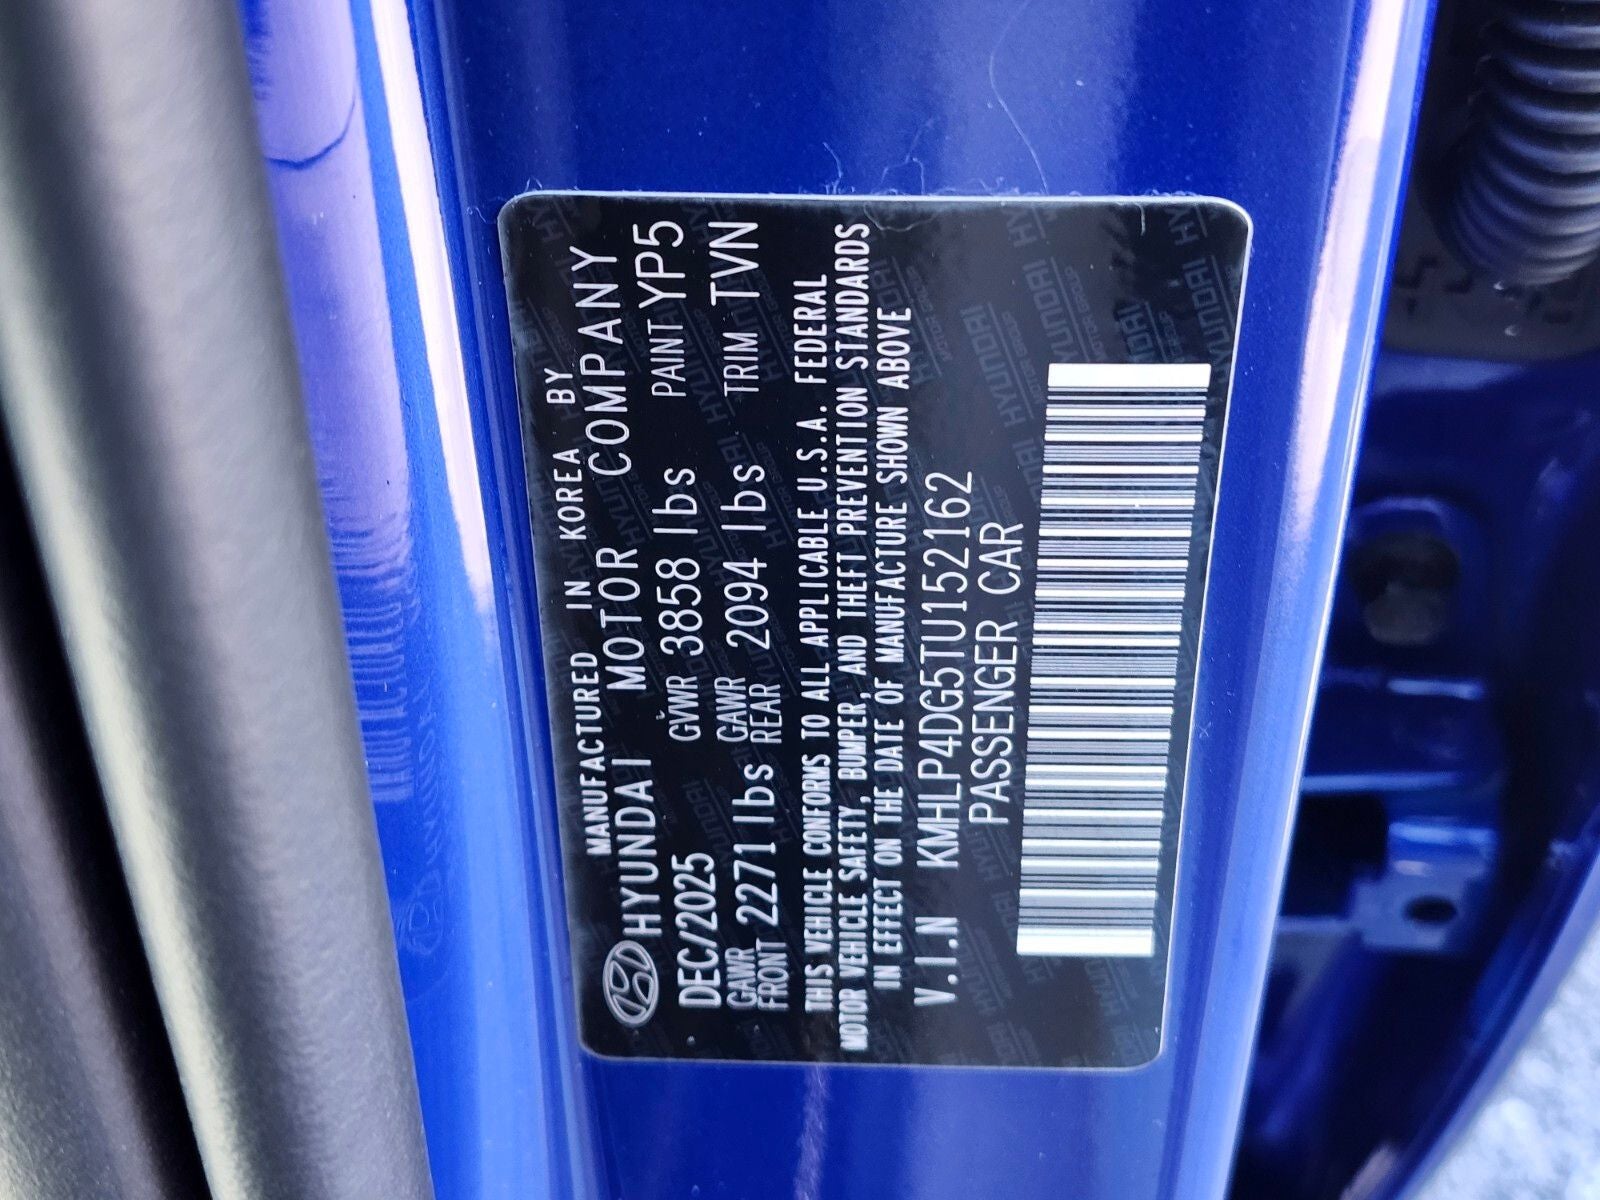 MANUFACTURED IN KOREA BY
HYUNDAI MOTOR COMPANY
DEC/2025 GVWR 3858 lbs PAINT YP5
GAWR FRONT 2271 lbs GAWR REAR 2094 lbs TRIM TVN
THIS VEHICLE CONFORMS TO ALL APPLICABLE U.S.A. FEDERAL
MOTOR VEHICLE SAFETY, BUMPER, AND THEFT PREVENTION STANDARDS
IN EFFECT ON THE DATE OF MANUFACTURE SHOWN ABOVE
V.I.N KMHLP4DG5TU152162
PASSENGER CAR